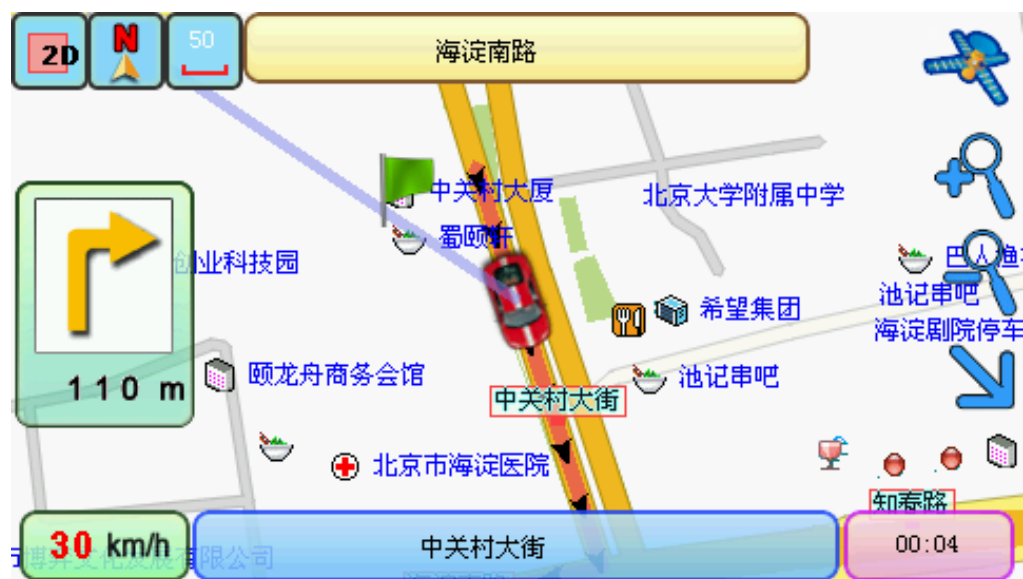 2D
N
50
海淀南路
中关村大厦
北京大学附属中学
蜀颐轩
创业科技园
池记串吧
希望集团
海淀剧院停车
110 m
颐龙舟商务会馆
池记串吧
中关村大街
北京市海淀医院
知春路
30 km/h
中关村大街
00:04